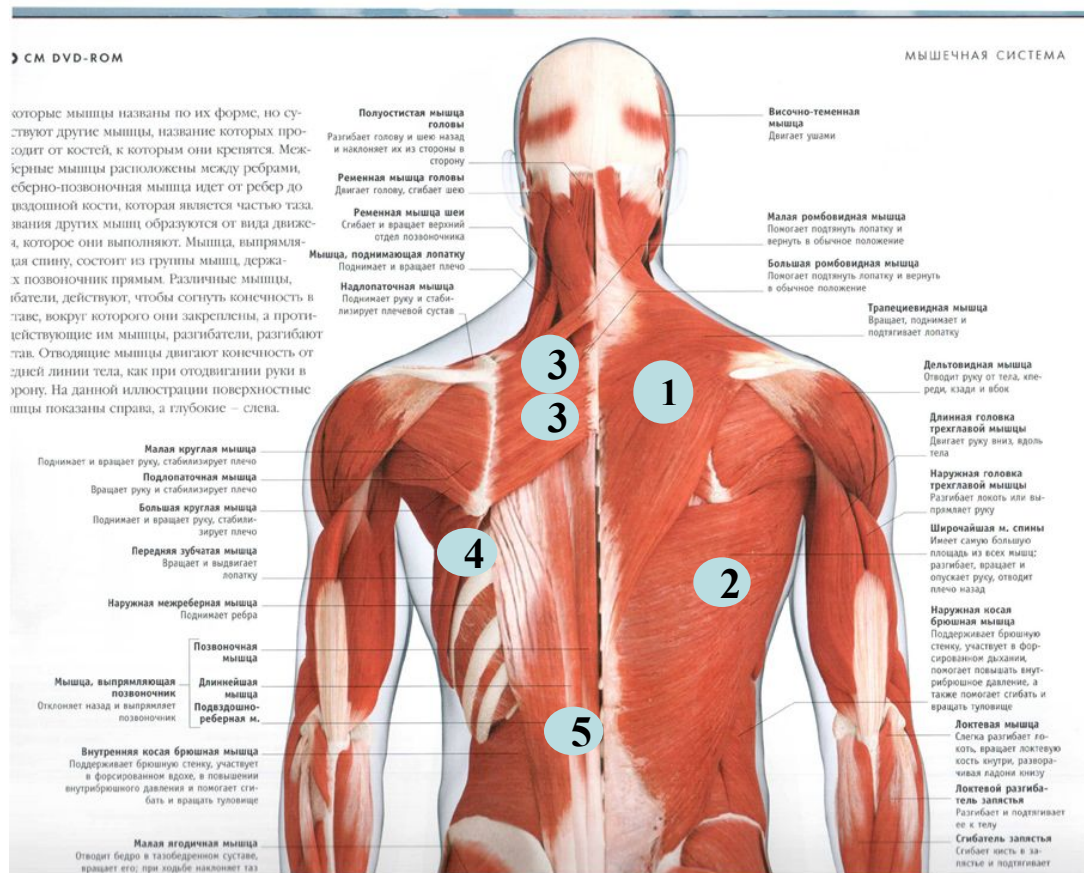 CM DVD-ROM
МЫШЕЧНАЯ СИСТЕМА
которые мышцы названы по их форме, но су-
ствуют другие мышцы, название которых про-
ходит от костей, к которым они крепятся. Меж-
берные мышцы расположены между ребрами,
еберно-позвоночная мышца идет от ребер до
двздошной кости, которая является частью таза.
звания других мышц образуются от вида движе-
я, которое они выполняют. Мышца, выпрямля-
щая спину, состоит из группы мышц, держа-
х позвоночник прямым. Различные мышцы,
ибатели, действуют, чтобы согнуть конечность в
ставе, вокруг которого они закреплены, а проти-
действующие им мышцы, разгибатели, разгибают
став. Отводящие мышцы двигают конечность от
едней линии тела, как при отодвигании руки в
орону. На данной иллюстрации поверхностные
ышцы показаны справа, а глубокие – слева.
Полуостистая мышца
головы
Разгибает голову и шею назад
и наклоняет их из стороны в
сторону
Ременная мышца головы
Двигает голову, сгибает шею
Ременная мышца шеи
Сгибает и вращает верхний
отдел позвоночника
Мышца, поднимающая лопатку
Поднимает и вращает плечо
Надлопаточная мышца
Поднимает руку и стаби-
лизирует плечевой сустав
Малая круглая мышца
Поднимает и вращает руку, стабилизирует плечо
Подлопаточная мышца
Вращает руку и стабилизирует плечо
Большая круглая мышца
Поднимает и вращает руку, стабили-
зирует плечо
Передняя зубчатая мышца
Вращает и выдвигает
лопатку
Наружная межреберная мышца
Поднимает ребра
Позвоночная
мышца
Мышца, выпрямляющая
позвоночник
Отклоняет назад и выпрямляет
позвоночник
Длиннейшая
мышца
Подвздошно-
реберная м.
Внутренняя косая брюшная мышца
Поддерживает брюшную стенку, участвует
в форсированном вдохе, в повышении
внутрибрюшного давления и помогает сги-
бать и вращать туловище
Малая ягодичная мышца
Отводит бедро в тазобедренном суставе,
вращает его; при ходьбе наклоняет таз
3
3
1
4
2
5
Височно-теменная
мышца
Двигает ушами
Малая ромбовидная мышца
Помогает подтянуть лопатку и
вернуть в обычное положение
Большая ромбовидная мышца
Помогает подтянуть лопатку и вернуть
в обычное положение
Трапециевидная мышца
Вращает, поднимает и
подтягивает лопатку
Дельтовидная мышца
Отводит руку от тела, кпе-
реди, кзади и вбок
Длинная головка
трехглавой мышцы
Двигает руку вниз, вдоль
тела
Наружная головка
трехглавой мышцы
Разгибает локоть или вы-
прямляет руку
Широчайшая м. спины
Имеет самую большую
площадь из всех мышц;
разгибает, вращает и
опускает руку, отводит
плечо назад
Наружная косая
брюшная мышца
Поддерживает брюшную
стенку, участвует в фор-
сированном дыхании,
помогает повышать внут-
рибрюшное давление, а
также помогает сгибать и
вращать туловище
Локтевая мышца
Слегка разгибает ло-
коть, вращает локтевую
кость кнутри, развора-
чивая ладони книзу
Локтевой разгиба-
тель запястья
Разгибает и подтягивает
ее к телу
Сгибатель запястья
Сгибает кисть в за-
пястье и подтягивает